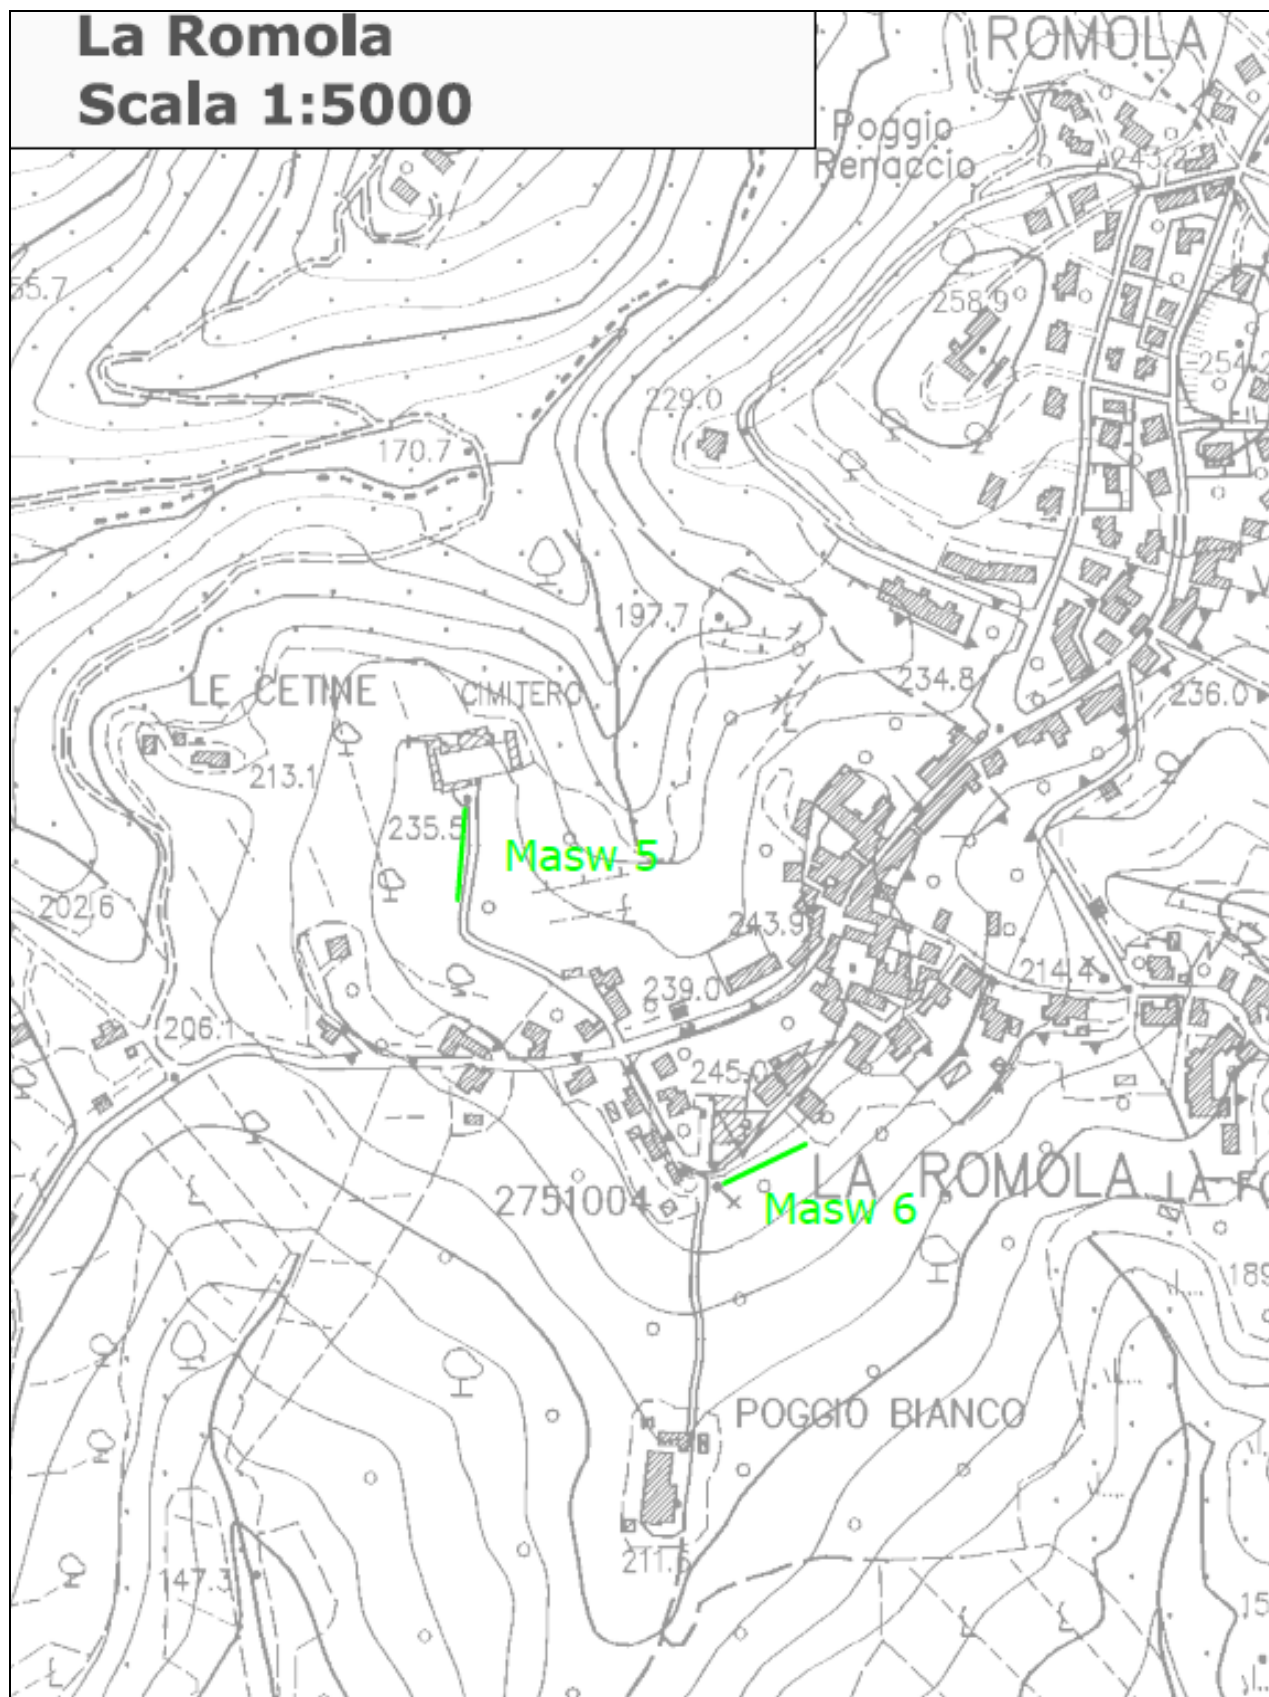 La Romola
Scala 1:5000
ROMOLA
Poggio
Renaccio
243.2
258.9
254.2
229.0
170.7
197.7
234.8
236.0
LE CETINE
CIMITERO
213.1
235.5
Masw 5
202.6
243.9
239.0
214.4
206.1
245.0
LA ROMOLA
2751004
Masw 6
POGGIO BIANCO
211.5
147.3